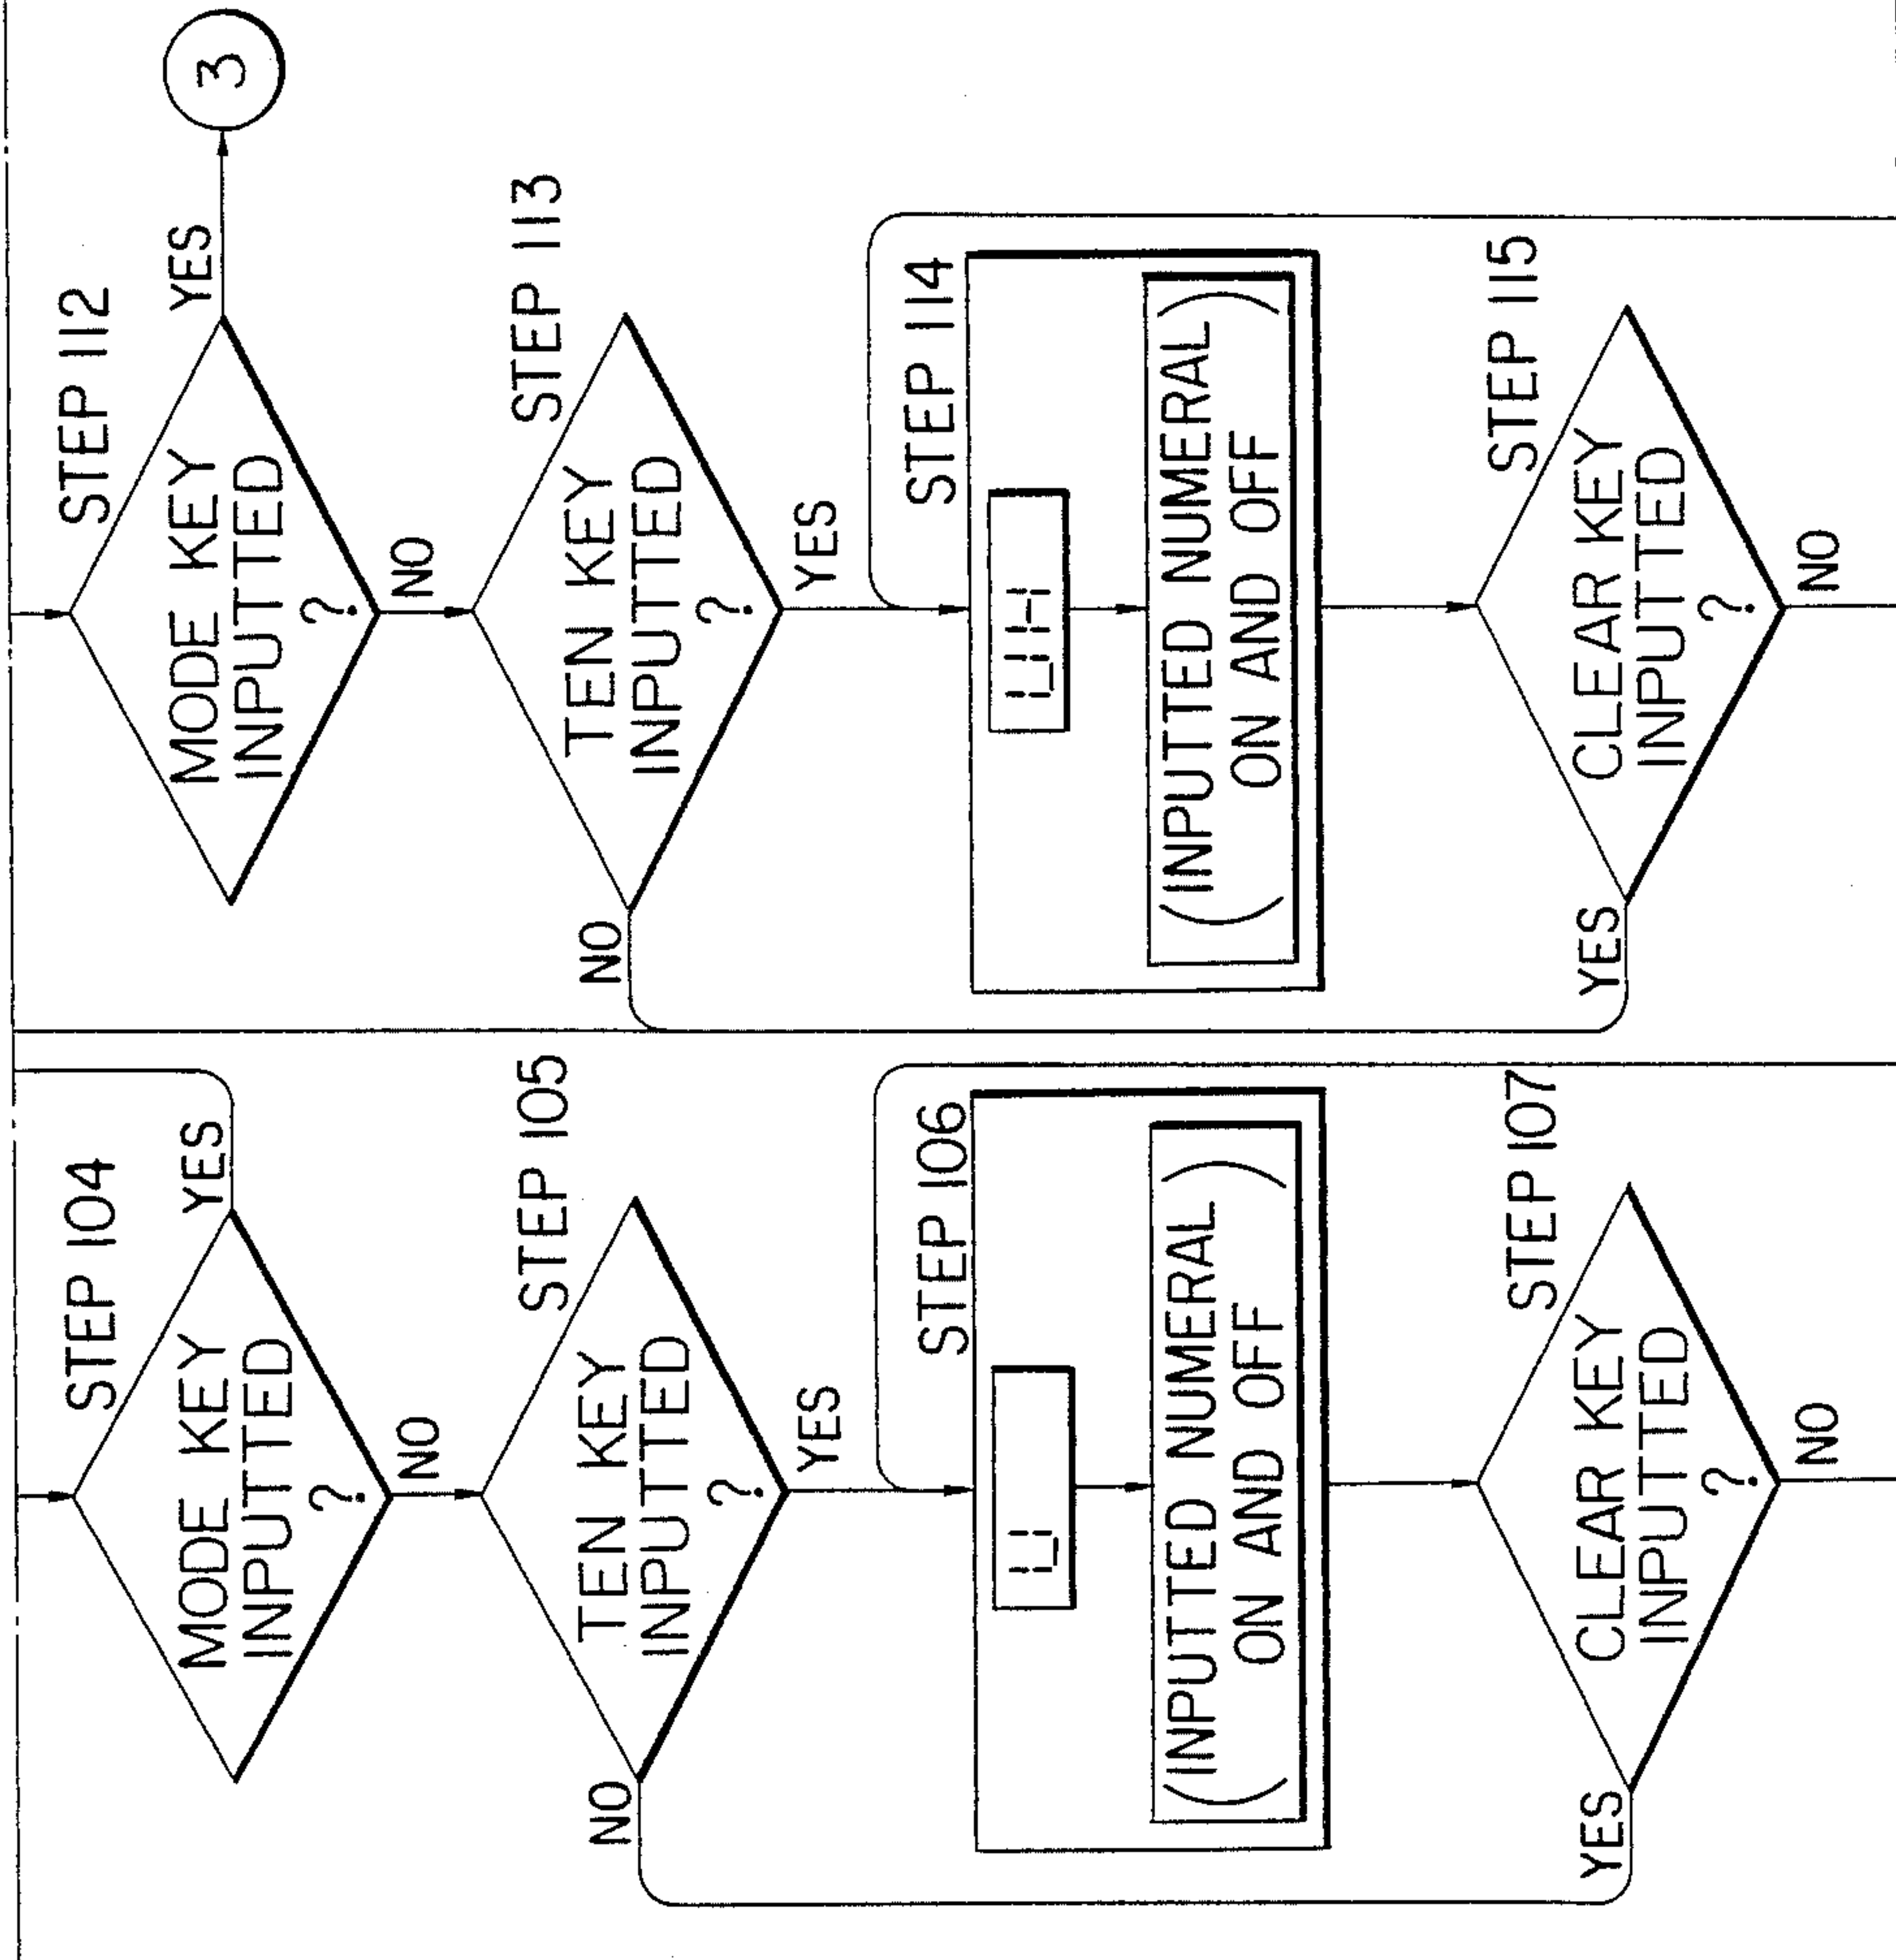 STEP 104
YES
MODE KEY
INPUTTED
?
NO
STEP 105
TEN KEY
INPUTTED
?
NO
YES
STEP 106
U
(INPUTTED NUMERAL)
ON AND OFF
STEP 107
CLEAR KEY
INPUTTED
?
YES
NO
STEP 112
YES
3
MODE KEY
INPUTTED
?
NO
STEP 113
TEN KEY
INPUTTED
?
NO
YES
STEP 114
(INPUTTED NUMERAL)
ON AND OFF
STEP 115
CLEAR KEY
INPUTTED
?
YES
NO